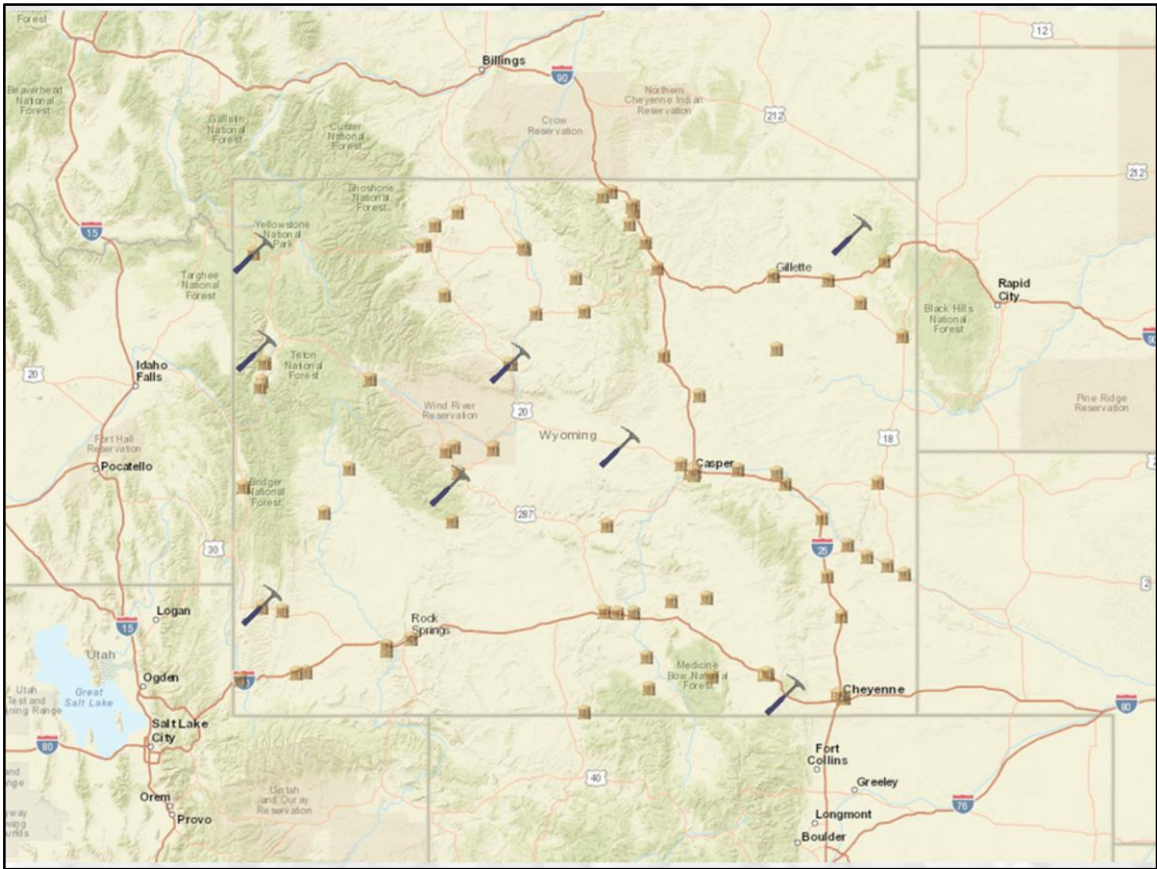 Forest
12
Billings
90
Beaverhead
National
Forest
Northern
Cheyenne Indian
Reservation
Gallatin
National
Forest
Custer
National
Forest
Crow
Reservation
212
212
Shoshone
National
Forest
15
Yellowstone
National
Park
Targhee
National
Forest
Gillette
Rapid
City
Black Hills
National
Forest
90
Idaho
Falls
20
Teton
National
Forest
Wind River
Reservation
20
Wyoming
Pine Ridge
Reservation
18
Fort Hall
Reservation
Pocatello
Casper
Bridger
National
Forest
287
30
25
2
Logan
15
Utah
Rock
Springs
Ogden
Great
Salt Lake
Utah
Test and
Medicine
Bow National
Forest
Cheyenne
80
Salt Lake
City
80
Fort
Collins
40
Greeley
Orem
Uintah
and Ouray
Reservation
76
Provo
Longmont
Boulder